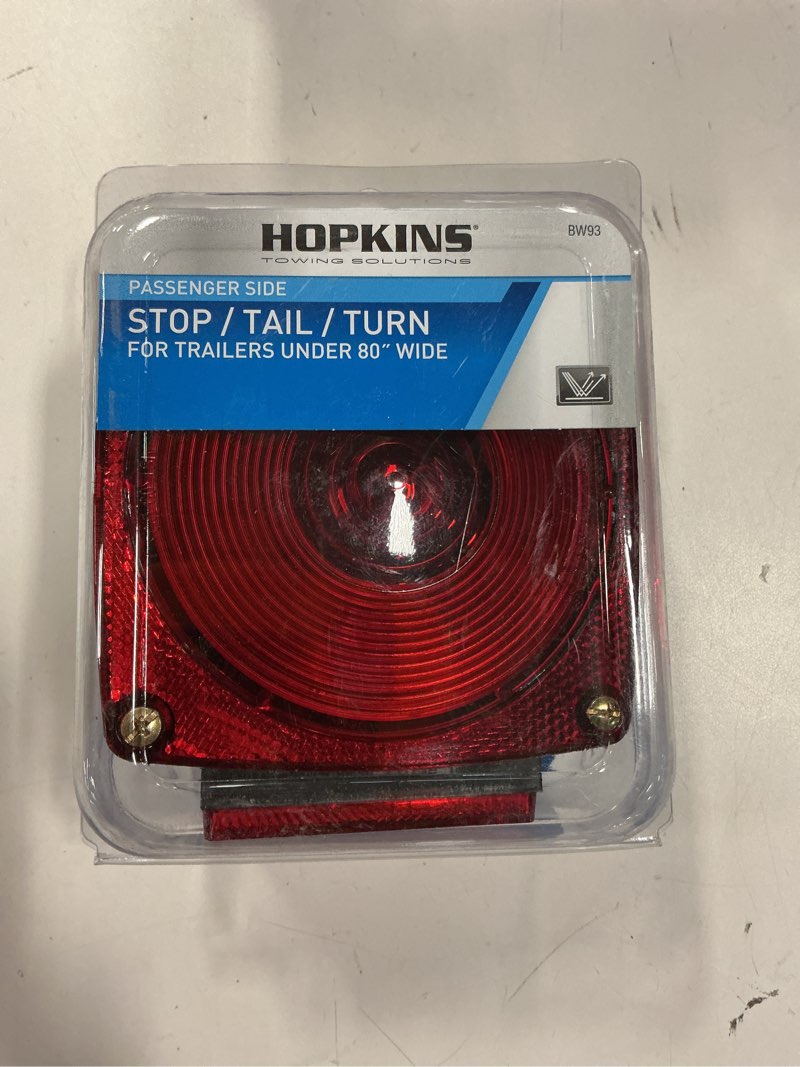 HOPKINS®
TOWING SOLUTIONS
BW93
PASSENGER SIDE
STOP / TAIL / TURN
FOR TRAILERS UNDER 80″ WIDE